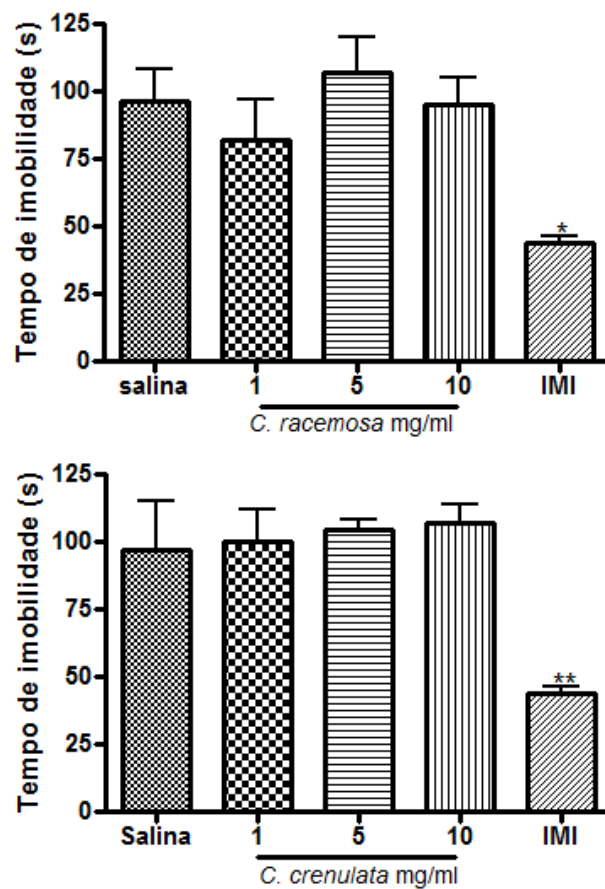 Tempo de imobilidade (s)
125
100
75
50
25
0
*
salina 1 5 10 IMI
C. racemosa mg/ml
Tempo de imobilidade (s)
125
100
75
50
25
0
**
Salina 1 5 10 IMI
C. crenulata mg/ml